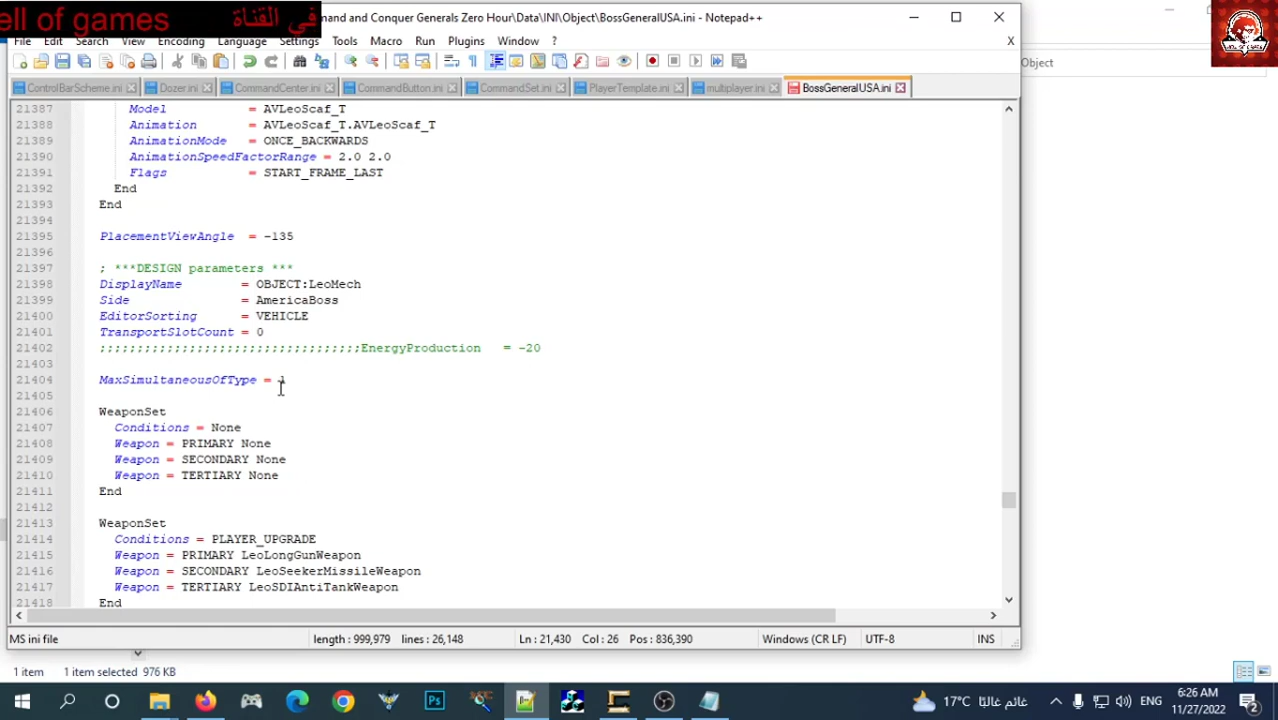 ell of games في القناة
mand and Conquer Generals Zero Hour\Data\INI\Object\BossGeneralUSA.ini - Notepad++
File Edit Search View Encoding Language Settings Tools Macro Run Plugins Window ? X
Object
ControlBarScheme.ini Dozer.ini CommandCenter.ini CommandButton.ini CommandSet.ini PlayerTemplate.ini multiplayer.ini BossGeneralUSA.ini
21387 Model = AVLeoScaf_T
21388 Animation = AVLeoScaf_T.AVLeoScaf_T
21389 AnimationMode = ONCE_BACKWARDS
21390 AnimationSpeedFactorRange = 2.0 2.0
21391 Flags = START_FRAME_LAST
21392 End
21393 End
21394
21395 PlacementViewAngle = -135
21396
21397 ; ***DESIGN parameters ***
21398 DisplayName = OBJECT:LeoMech
21399 Side = AmericaBoss
21400 EditorSorting = VEHICLE
21401 TransportSlotCount = 0
21402 ;;;;;;;;;;;;;;;;;;;;;;;;;;;;;;;;;;;EnergyProduction = -20
21403
21404 MaxSimultaneousOfType = 1
21405
21406 WeaponSet
21407 Conditions = None
21408 Weapon = PRIMARY None
21409 Weapon = SECONDARY None
21410 Weapon = TERTIARY None
21411 End
21412
21413 WeaponSet
21414 Conditions = PLAYER_UPGRADE
21415 Weapon = PRIMARY LeoLongGunWeapon
21416 Weapon = SECONDARY LeoSeekerMissileWeapon
21417 Weapon = TERTIARY LeoSDIAntiTankWeapon
21418 End
MS ini file length : 999,979 lines : 26,148 Ln : 21,430 Col : 26 Pos : 836,390 Windows (CR LF) UTF-8 INS
1 item 1 item selected 976 KB
Ps 17°C غائم غالبًا ENG 6:26 AM
11/27/2022 2